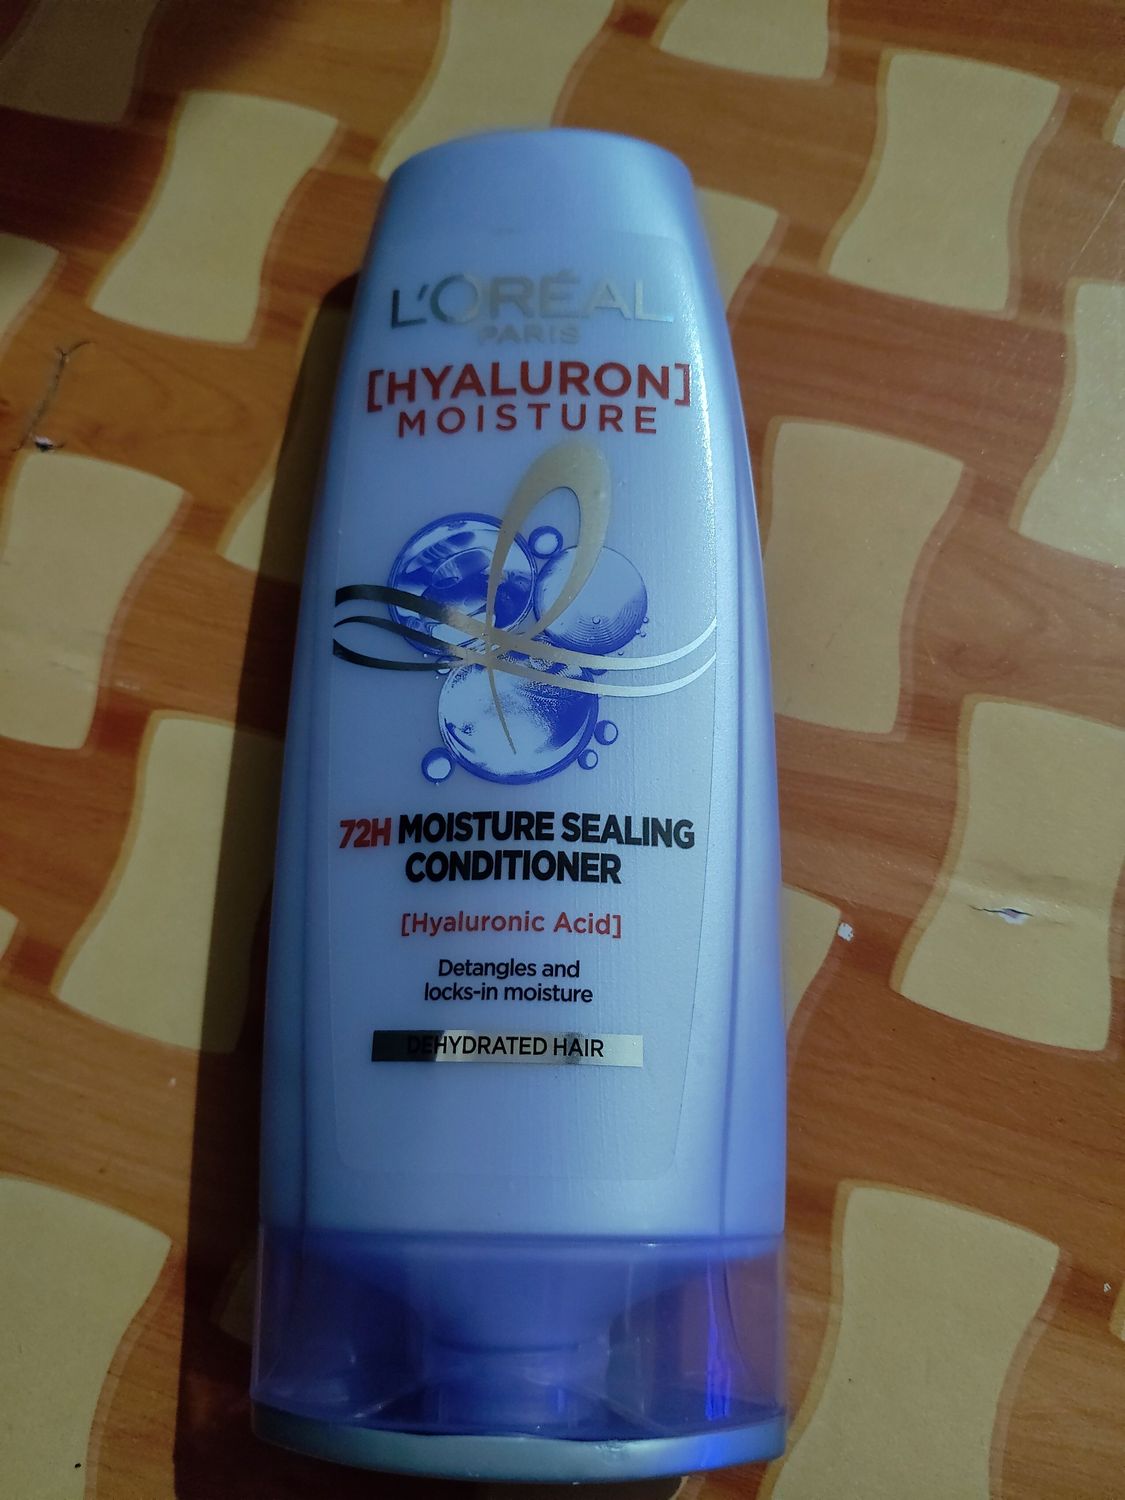 L'ORÉAL
PARIS
[HYALURON]
MOISTURE
72H MOISTURE SEALING
CONDITIONER
[Hyaluronic Acid]
Detangles and
locks-in moisture
DEHYDRATED HAIR